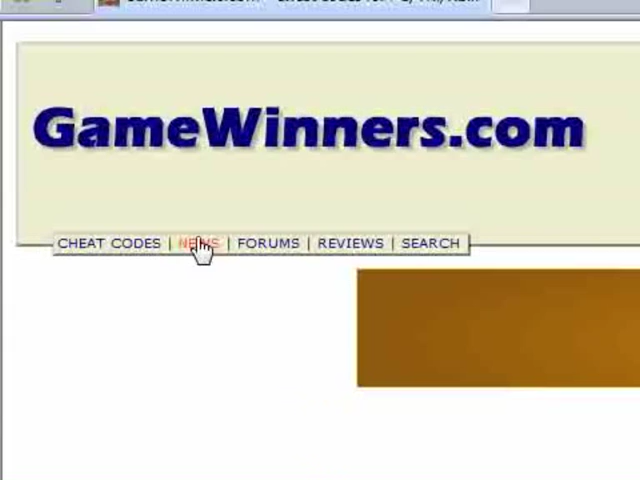 GameWinners.com
CHEAT CODES | NEWS | FORUMS | REVIEWS | SEARCH